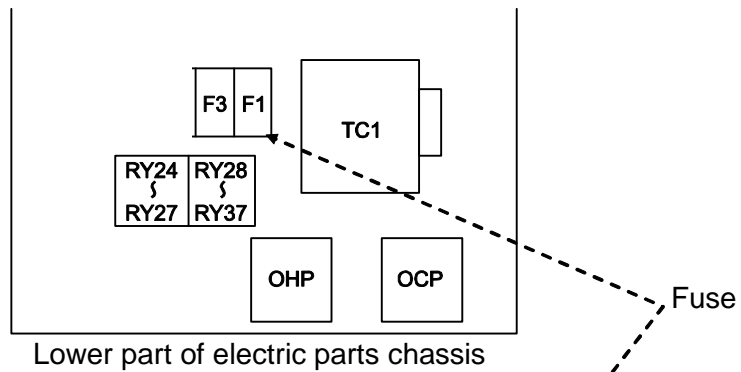 F3 F1
TC1
RY24 RY28
~ ~
RY27 RY37
OHP OCP
Fuse
Lower part of electric parts chassis